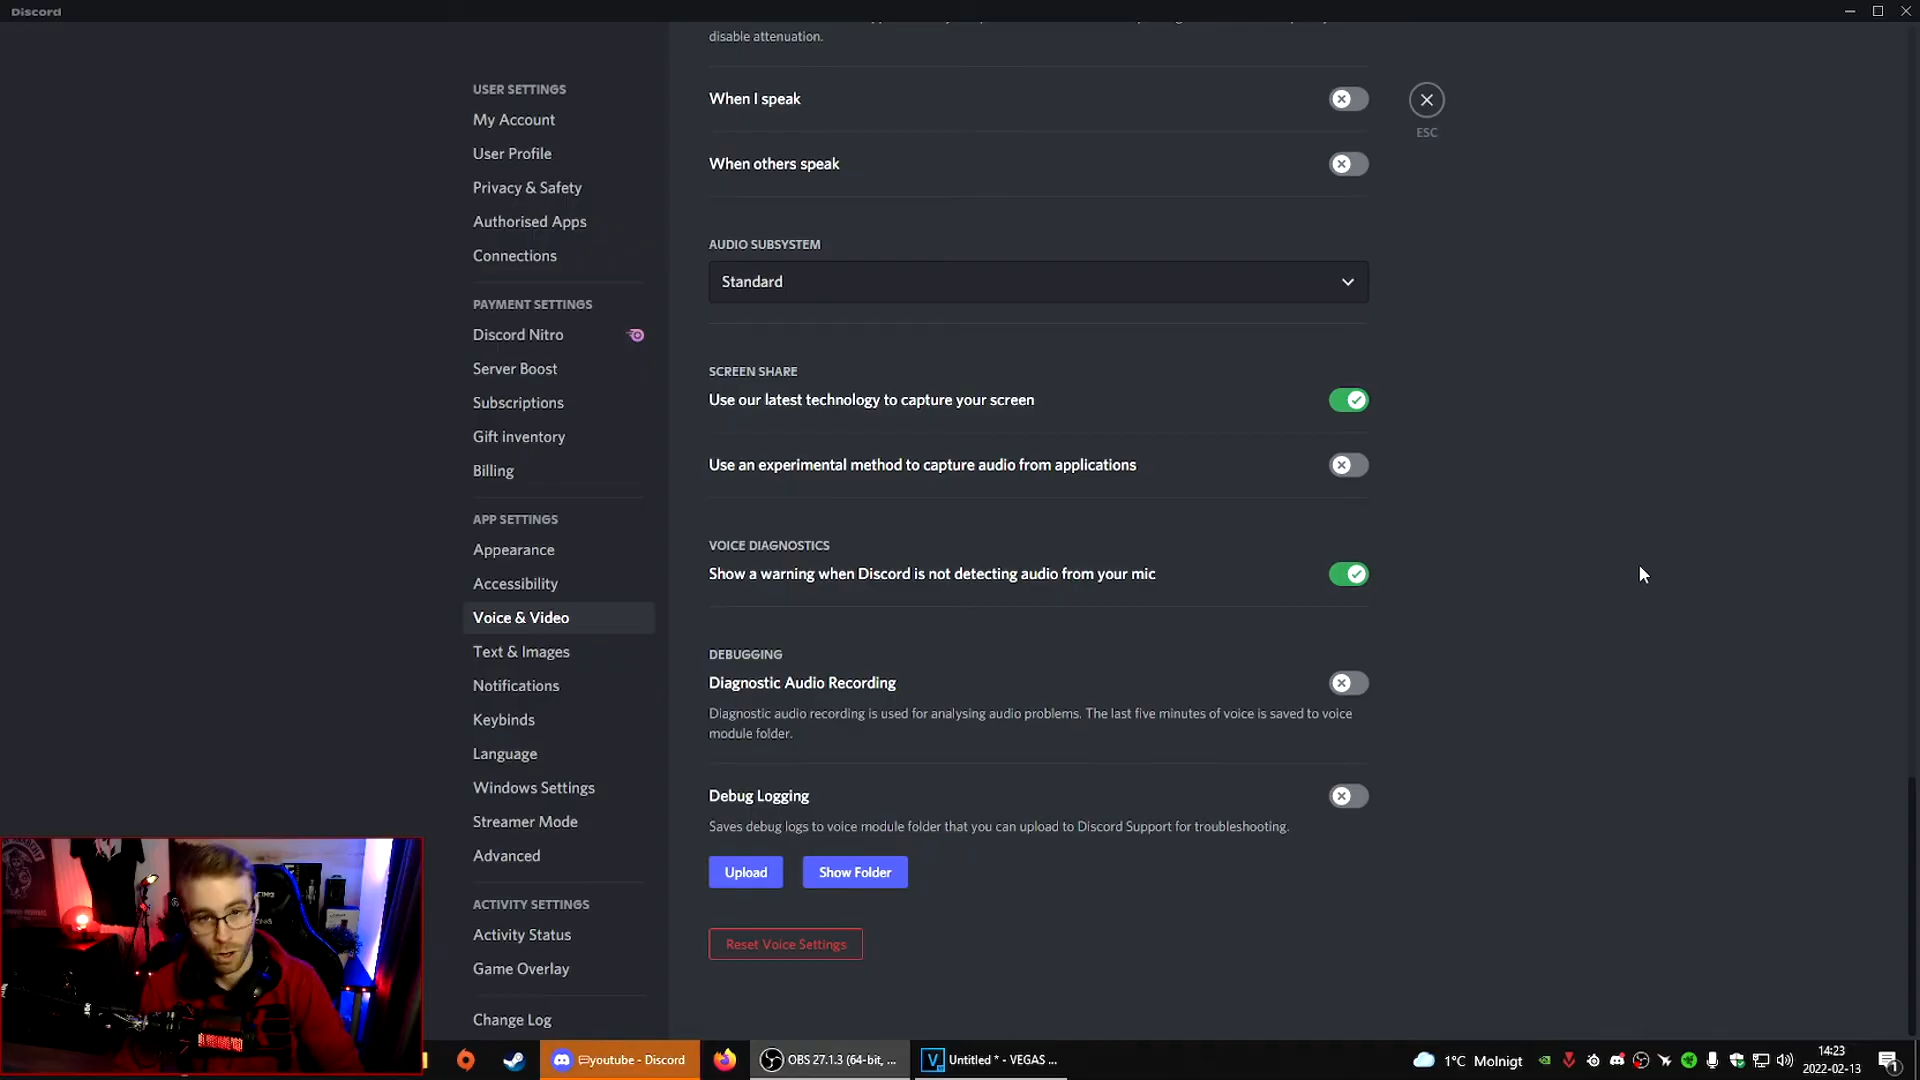 Discord
disable attenuation.
USER SETTINGS
My Account
User Profile
Privacy & Safety
Authorised Apps
Connections
PAYMENT SETTINGS
Discord Nitro
Server Boost
Subscriptions
Gift inventory
Billing
APP SETTINGS
Appearance
Accessibility
Voice & Video
Text & Images
Notifications
Keybinds
Language
Windows Settings
Streamer Mode
Advanced
ACTIVITY SETTINGS
Activity Status
Game Overlay
Change Log
When I speak
When others speak
AUDIO SUBSYSTEM
Standard
SCREEN SHARE
Use our latest technology to capture your screen
Use an experimental method to capture audio from applications
VOICE DIAGNOSTICS
Show a warning when Discord is not detecting audio from your mic
DEBUGGING
Diagnostic Audio Recording
Diagnostic audio recording is used for analysing audio problems. The last five minutes of voice is saved to voice
module folder.
Debug Logging
Saves debug logs to voice module folder that you can upload to Discord Support for troubleshooting.
Upload
Show Folder
Reset Voice Settings
ESC
youtube - Discord
OBS 27.1.3 (64-bit, ...
Untitled * - VEGAS ...
1°C Molnigt
14:23
2022-02-13
1